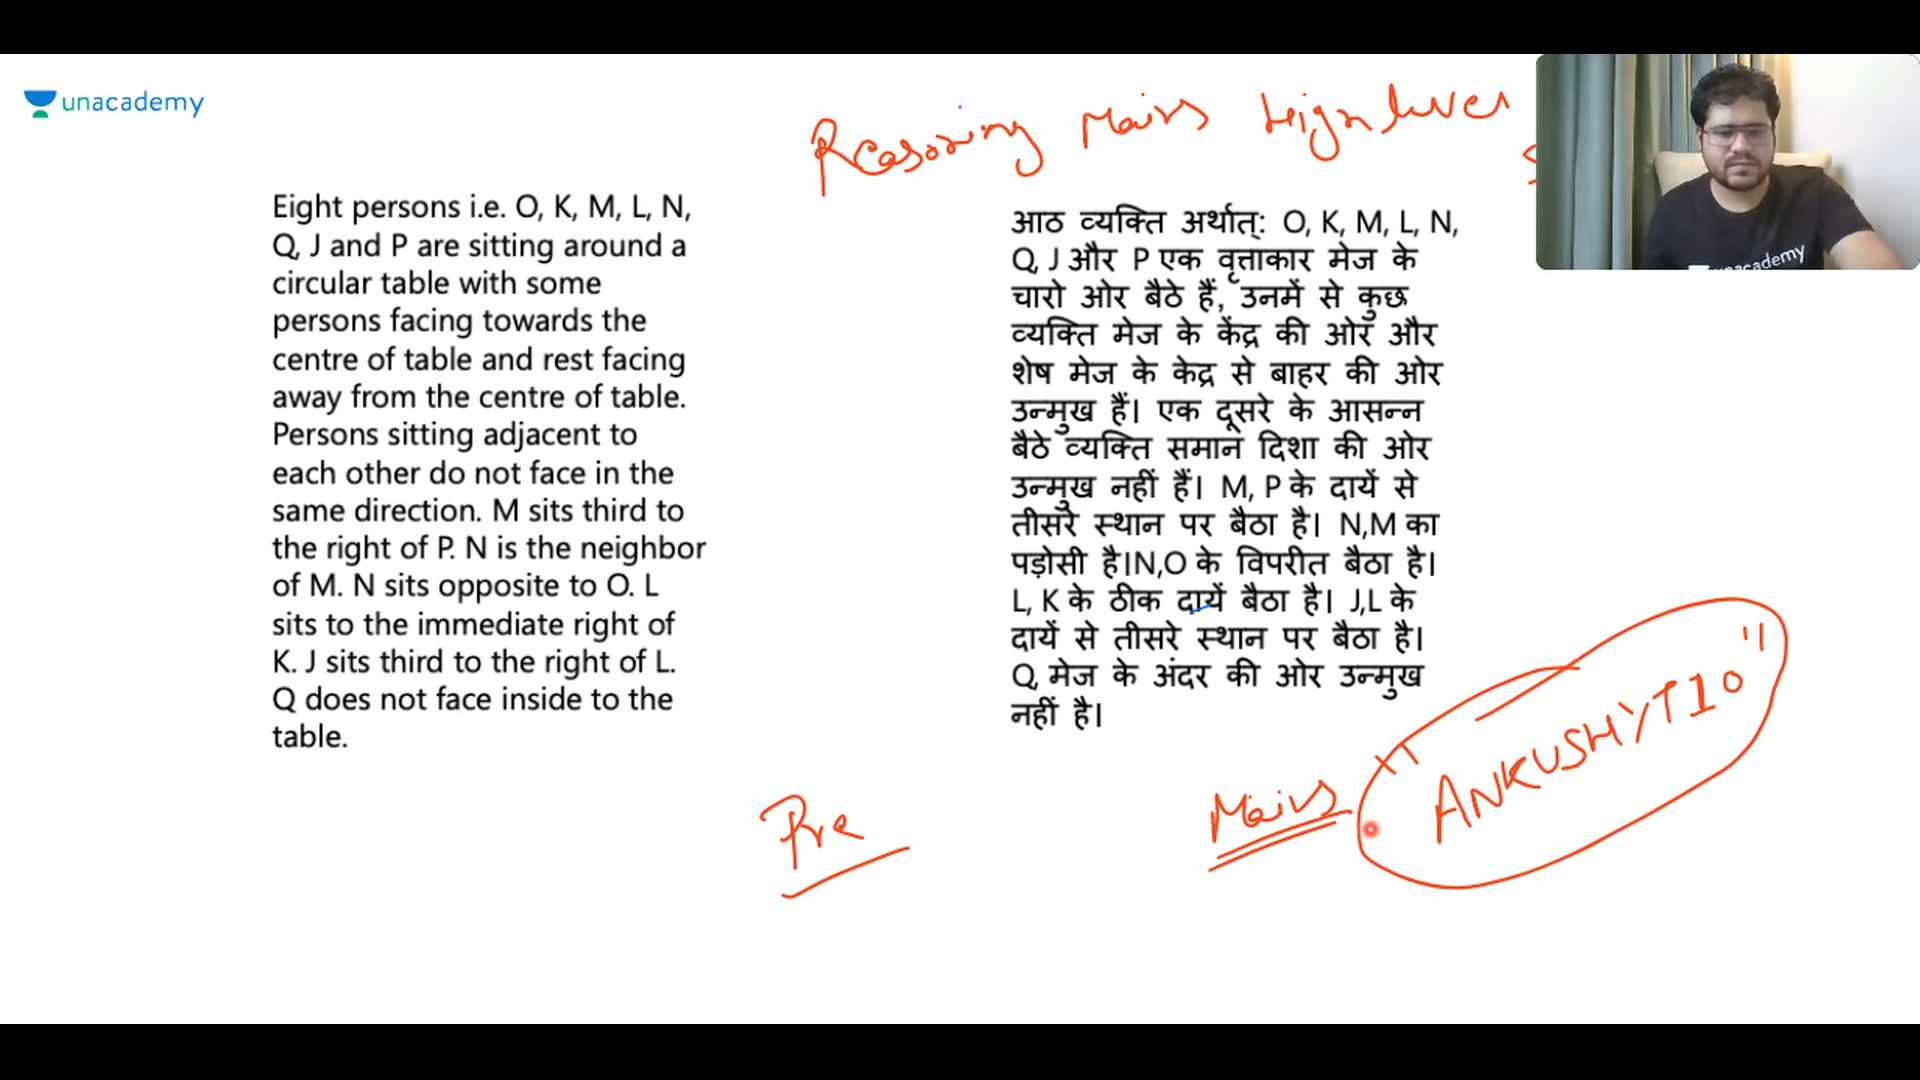 unacademy
Reasoning Mains High level
Eight persons i.e. O, K, M, L, N,
Q, J and P are sitting around a
circular table with some
persons facing towards the
centre of table and rest facing
away from the centre of table.
Persons sitting adjacent to
each other do not face in the
same direction. M sits third to
the right of P. N is the neighbor
of M. N sits opposite to O. L
sits to the immediate right of
K. J sits third to the right of L.
Q does not face inside to the
table.
आठ व्यक्ति अर्थात्: O, K, M, L, N,
Q, J और P एक वृत्ताकार मेज के
चारो ओर बैठे हैं, उनमें से कुछ
व्यक्ति मेज के केंद्र की ओर और
शेष मेज के केद्र से बाहर की ओर
उन्मुख हैं। एक दूसरे के आसन्न
बैठे व्यक्ति समान दिशा की ओर
उन्मुख नहीं हैं। M, P के दायें से
तीसरे स्थान पर बैठा है। N,M का
पड़ोसी है।N,O के विपरीत बैठा है।
L, K के ठीक दायें बैठा है। J,L के
दायें से तीसरे स्थान पर बैठा है।
Q, मेज के अंदर की ओर उन्मुख
नहीं है।
Pre
Mains
"ANKUSHYT10"
unacademy